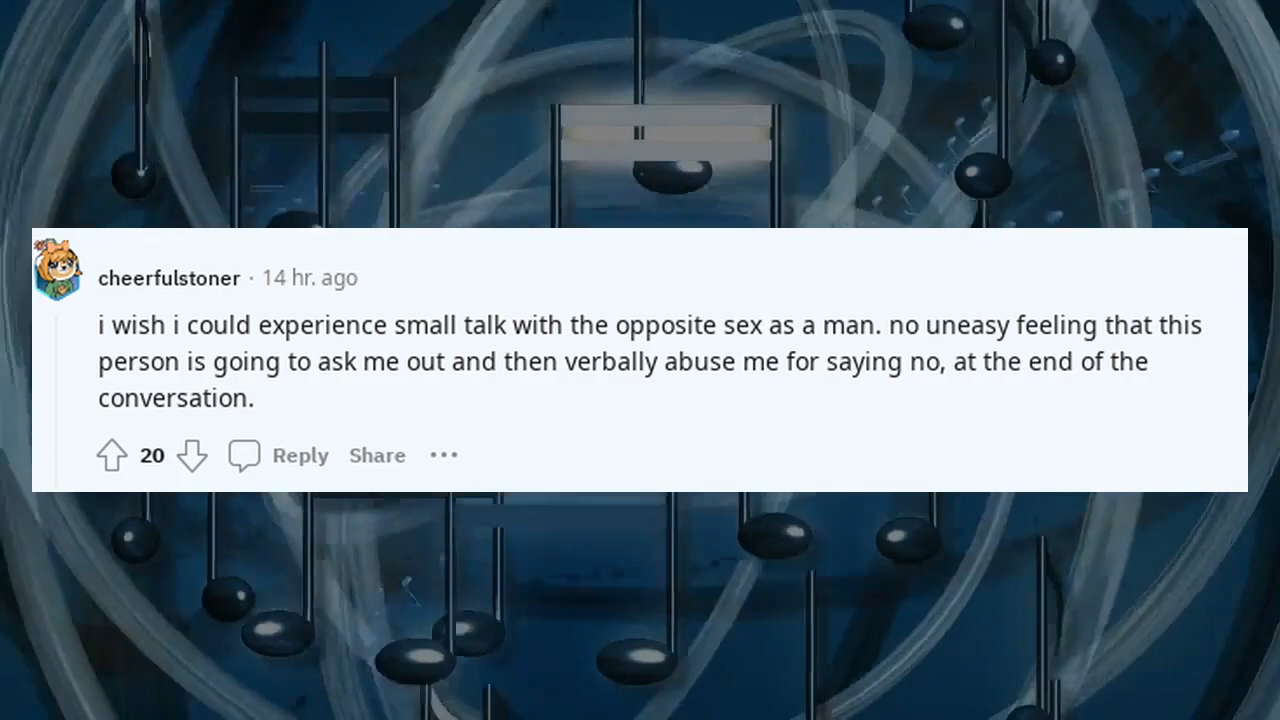 cheerfulstoner · 14 hr. ago
i wish i could experience small talk with the opposite sex as a man. no uneasy feeling that this
person is going to ask me out and then verbally abuse me for saying no, at the end of the
conversation.
20 Reply Share ···